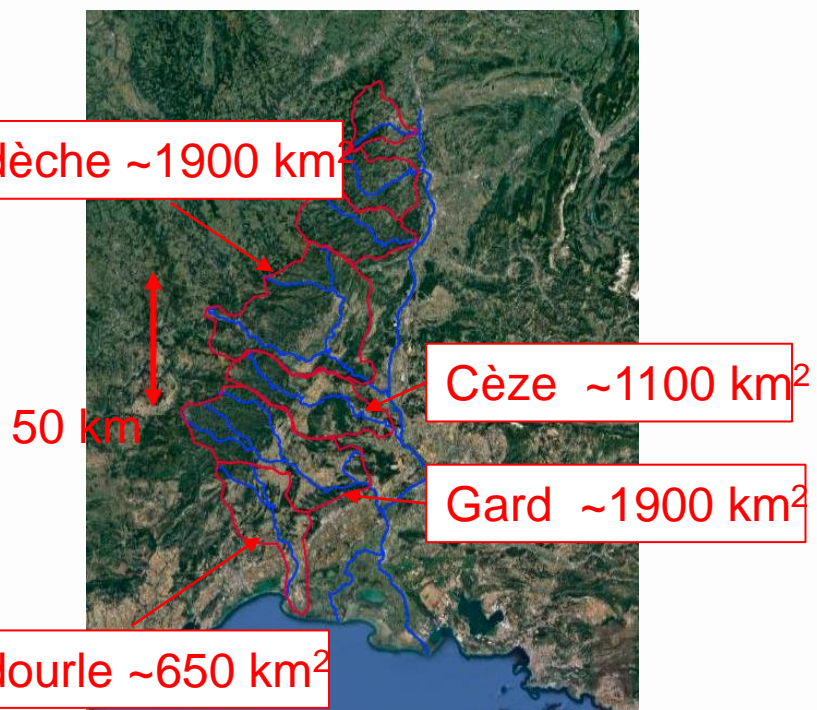 dèche ~1900 km²
Cèze ~1100 km²
50 km
Gard ~1900 km²
dourle ~650 km²